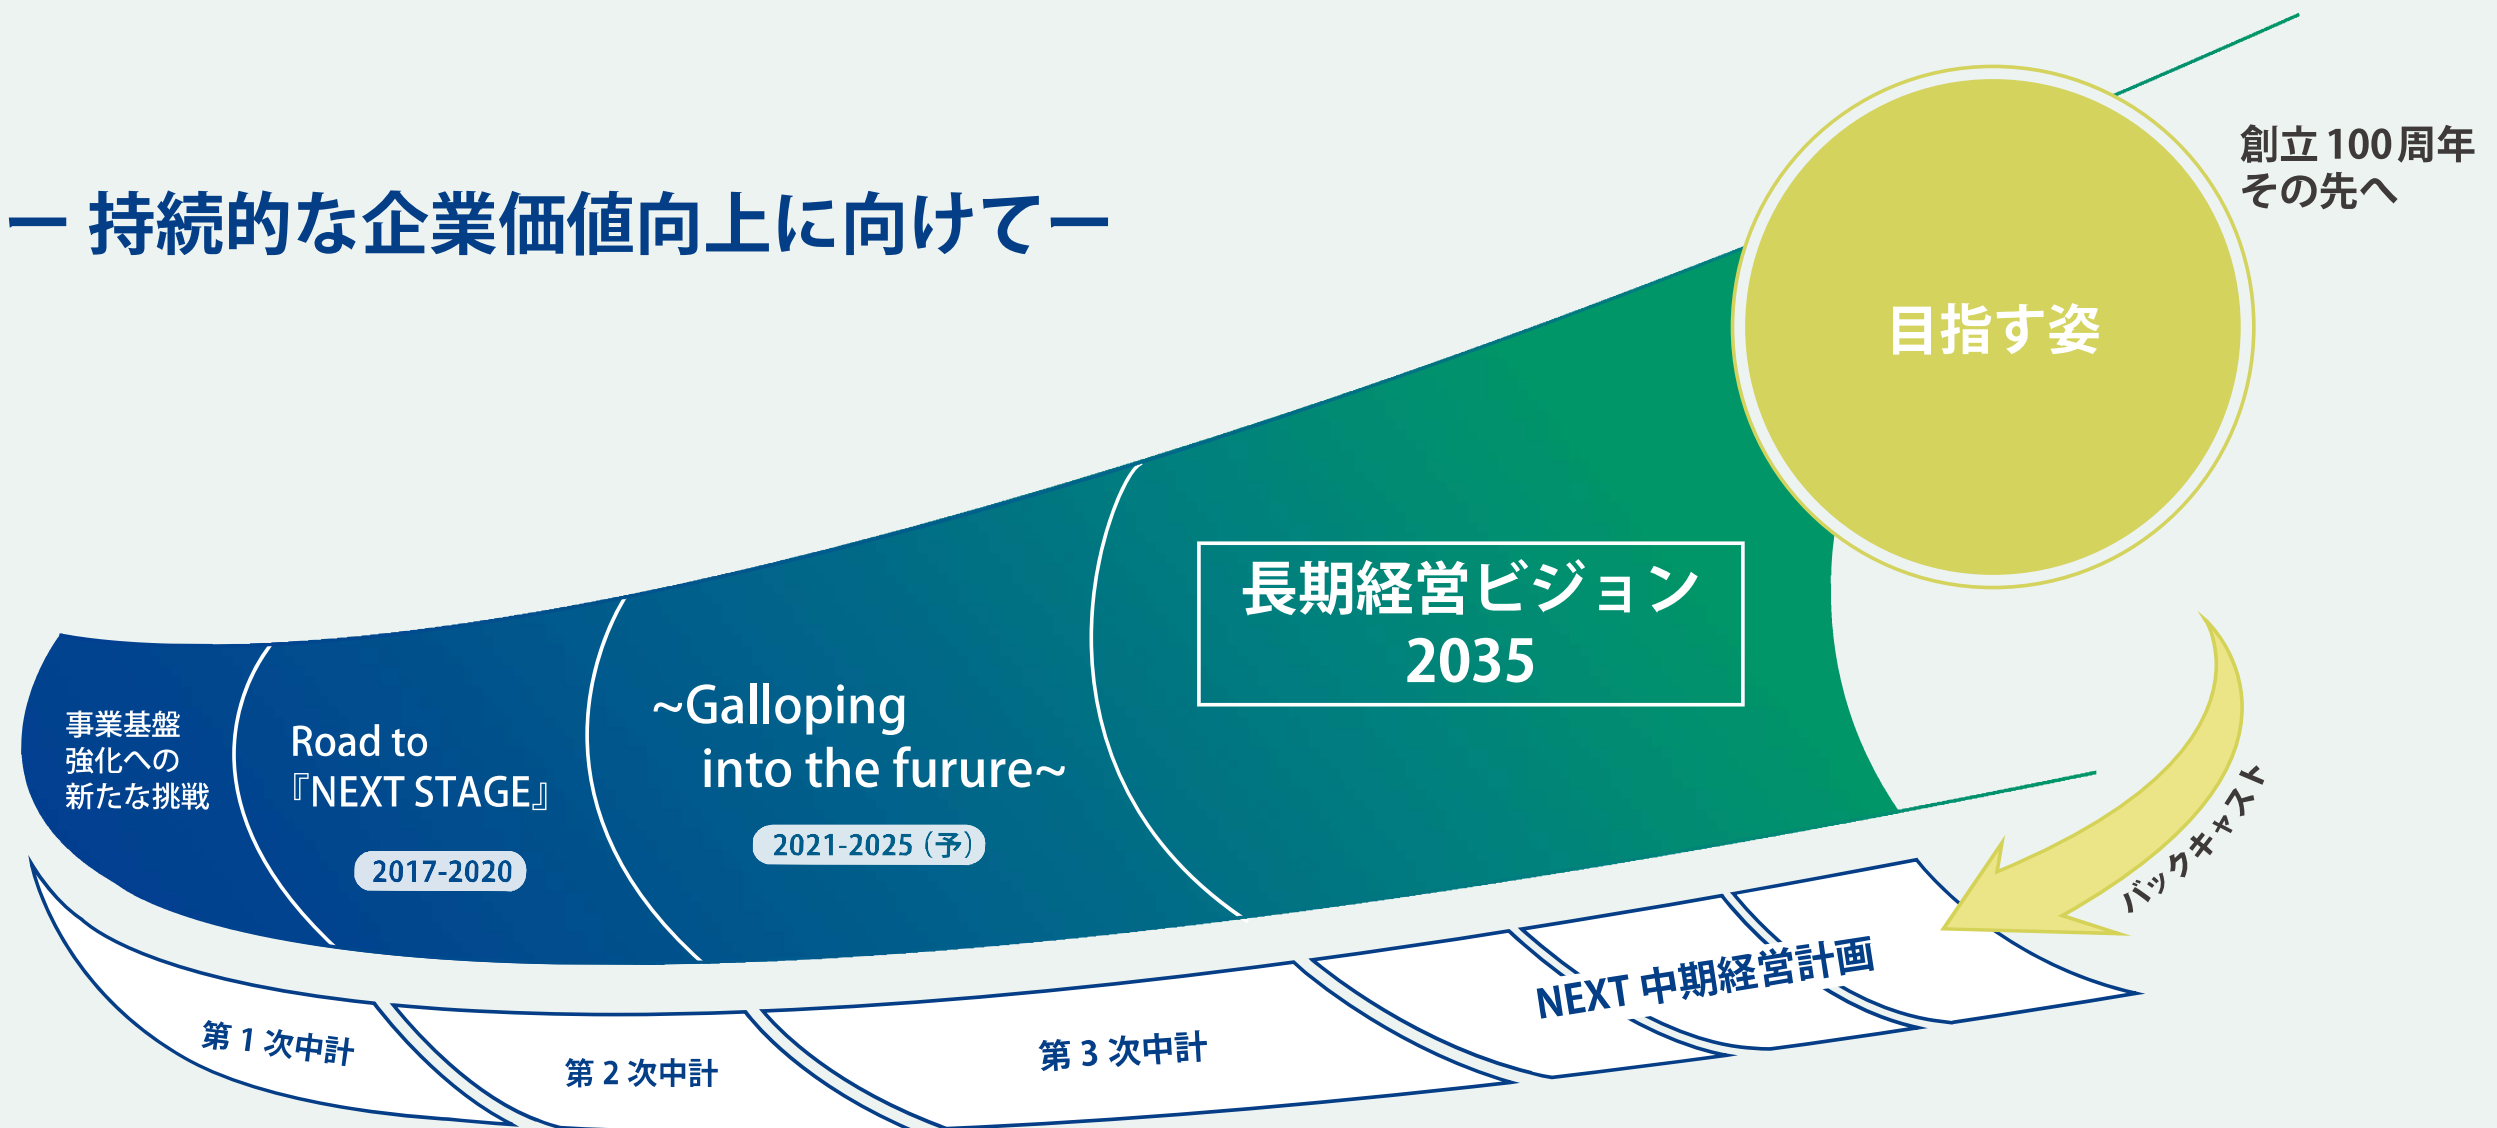 ― 持続的な企業価値向上に向けて ―
創立 100 周年
その先へ
目指す姿
長期経営ビジョン
2035
~Galloping
into the furure~
2021-2025（予）
Road to
『NEXT STAGE』
2017-2020
事業基盤
強化への
新たな挑戦
バックキャスト
NEXT 中期経営計画
第 1 次中計
第 2 次中計
第 3 次中計